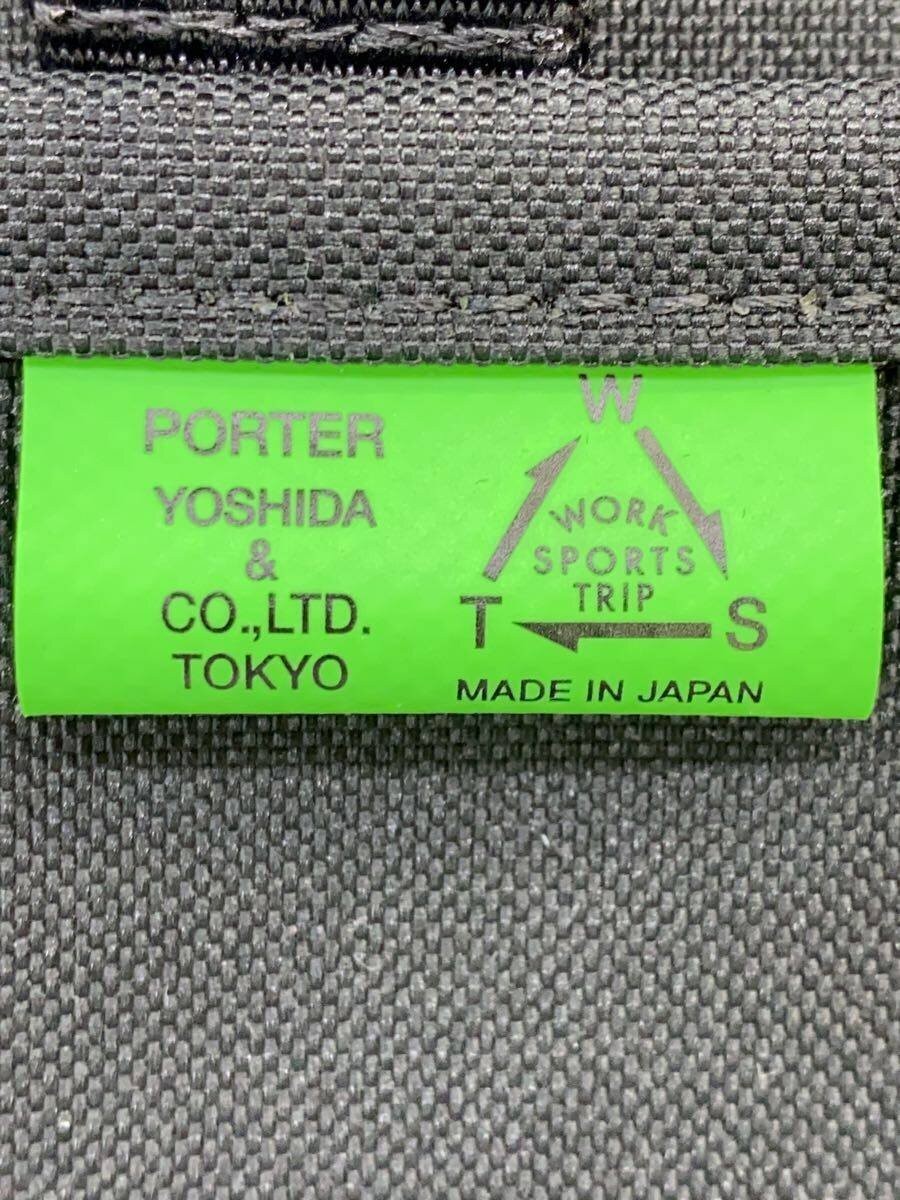 PORTER
YOSHIDA
&
CO.,LTD.
TOKYO
W
WORK
SPORTS
TRIP
T
S
MADE IN JAPAN